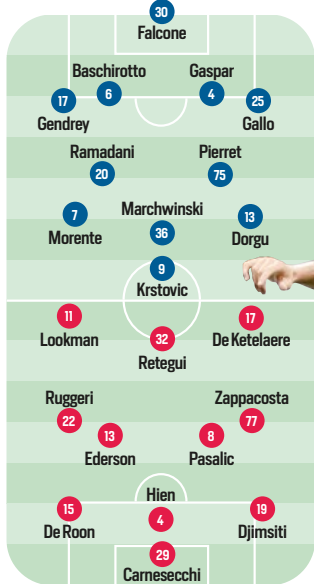 30
Falcone
Baschirotto Gaspar
6 4
17 25
Gendrey Gallo
Ramadani Pierret
20 75
Marchwinski
7 36 13
Morente Dorgu
9
Krstovic
11 17
Lookman 32 De Ketelaere
Retegui
Ruggeri Zappacosta
22 77
13 8
Ederson Pasalic
Hien
15 4 19
De Roon Djimsiti
29
Carnesecchi